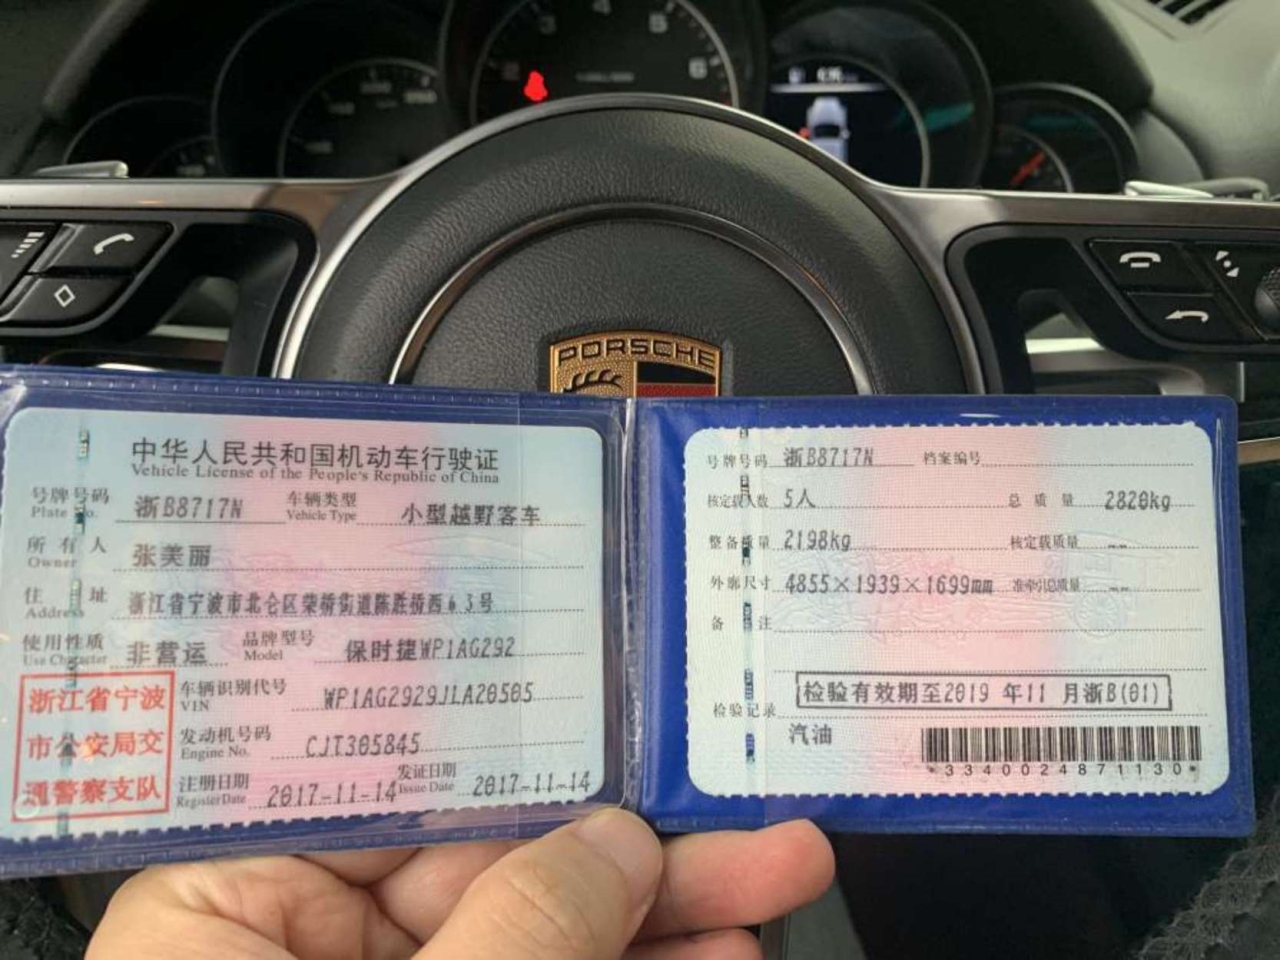 4
PORSCHE
中华人民共和国机动车行驶证
Vehicle License of the People's Republic of China
号牌号码 浙B8717N 车辆类型 小型越野客车
Plate No. Vehicle Type
所有人 张美丽
Owner
住址 浙江省宁波市北仑区荣桥街道陈胜桥西63号
Address
使用性质 非营运 品牌型号 保时捷WP1AG292
Use Character Model
浙江省宁波
市公安局交
通警察支队
车辆识别代号 WP1AG2929JLA20505
VIN
发动机号码 CJT305845
Engine No.
注册日期 2017-11-14 发证日期 2017-11-14
Register Date Issue Date
号牌号码 浙B8717N 档案编号
核定载人数 5人 总质量 2820kg
整备质量 2198kg 核定载质量 --
外廓尺寸 4855×1939×1699mm 准牵引总质量 --
备注
检验有效期至2019 年11 月浙B(01)
检验记录
汽油
*3340024871130*